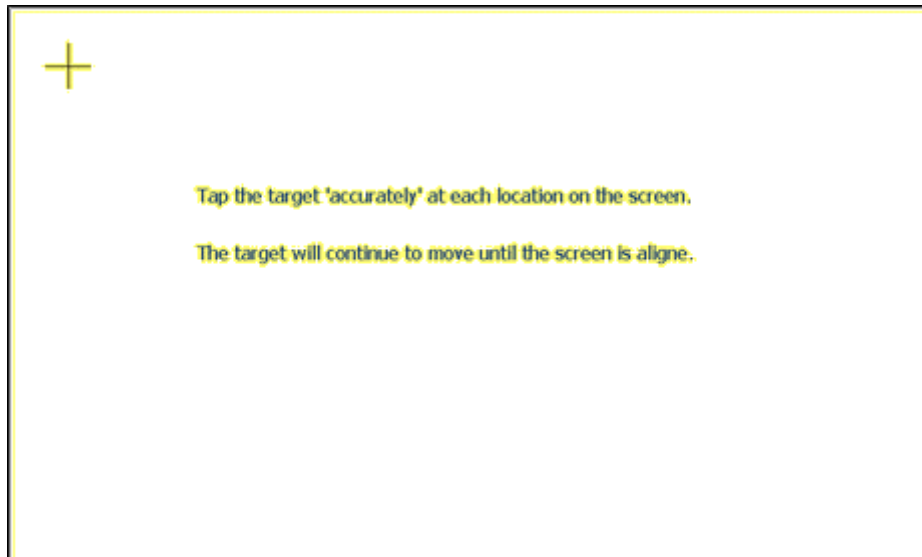 Tap the target 'accurately' at each location on the screen.
The target will continue to move until the screen is aligne.